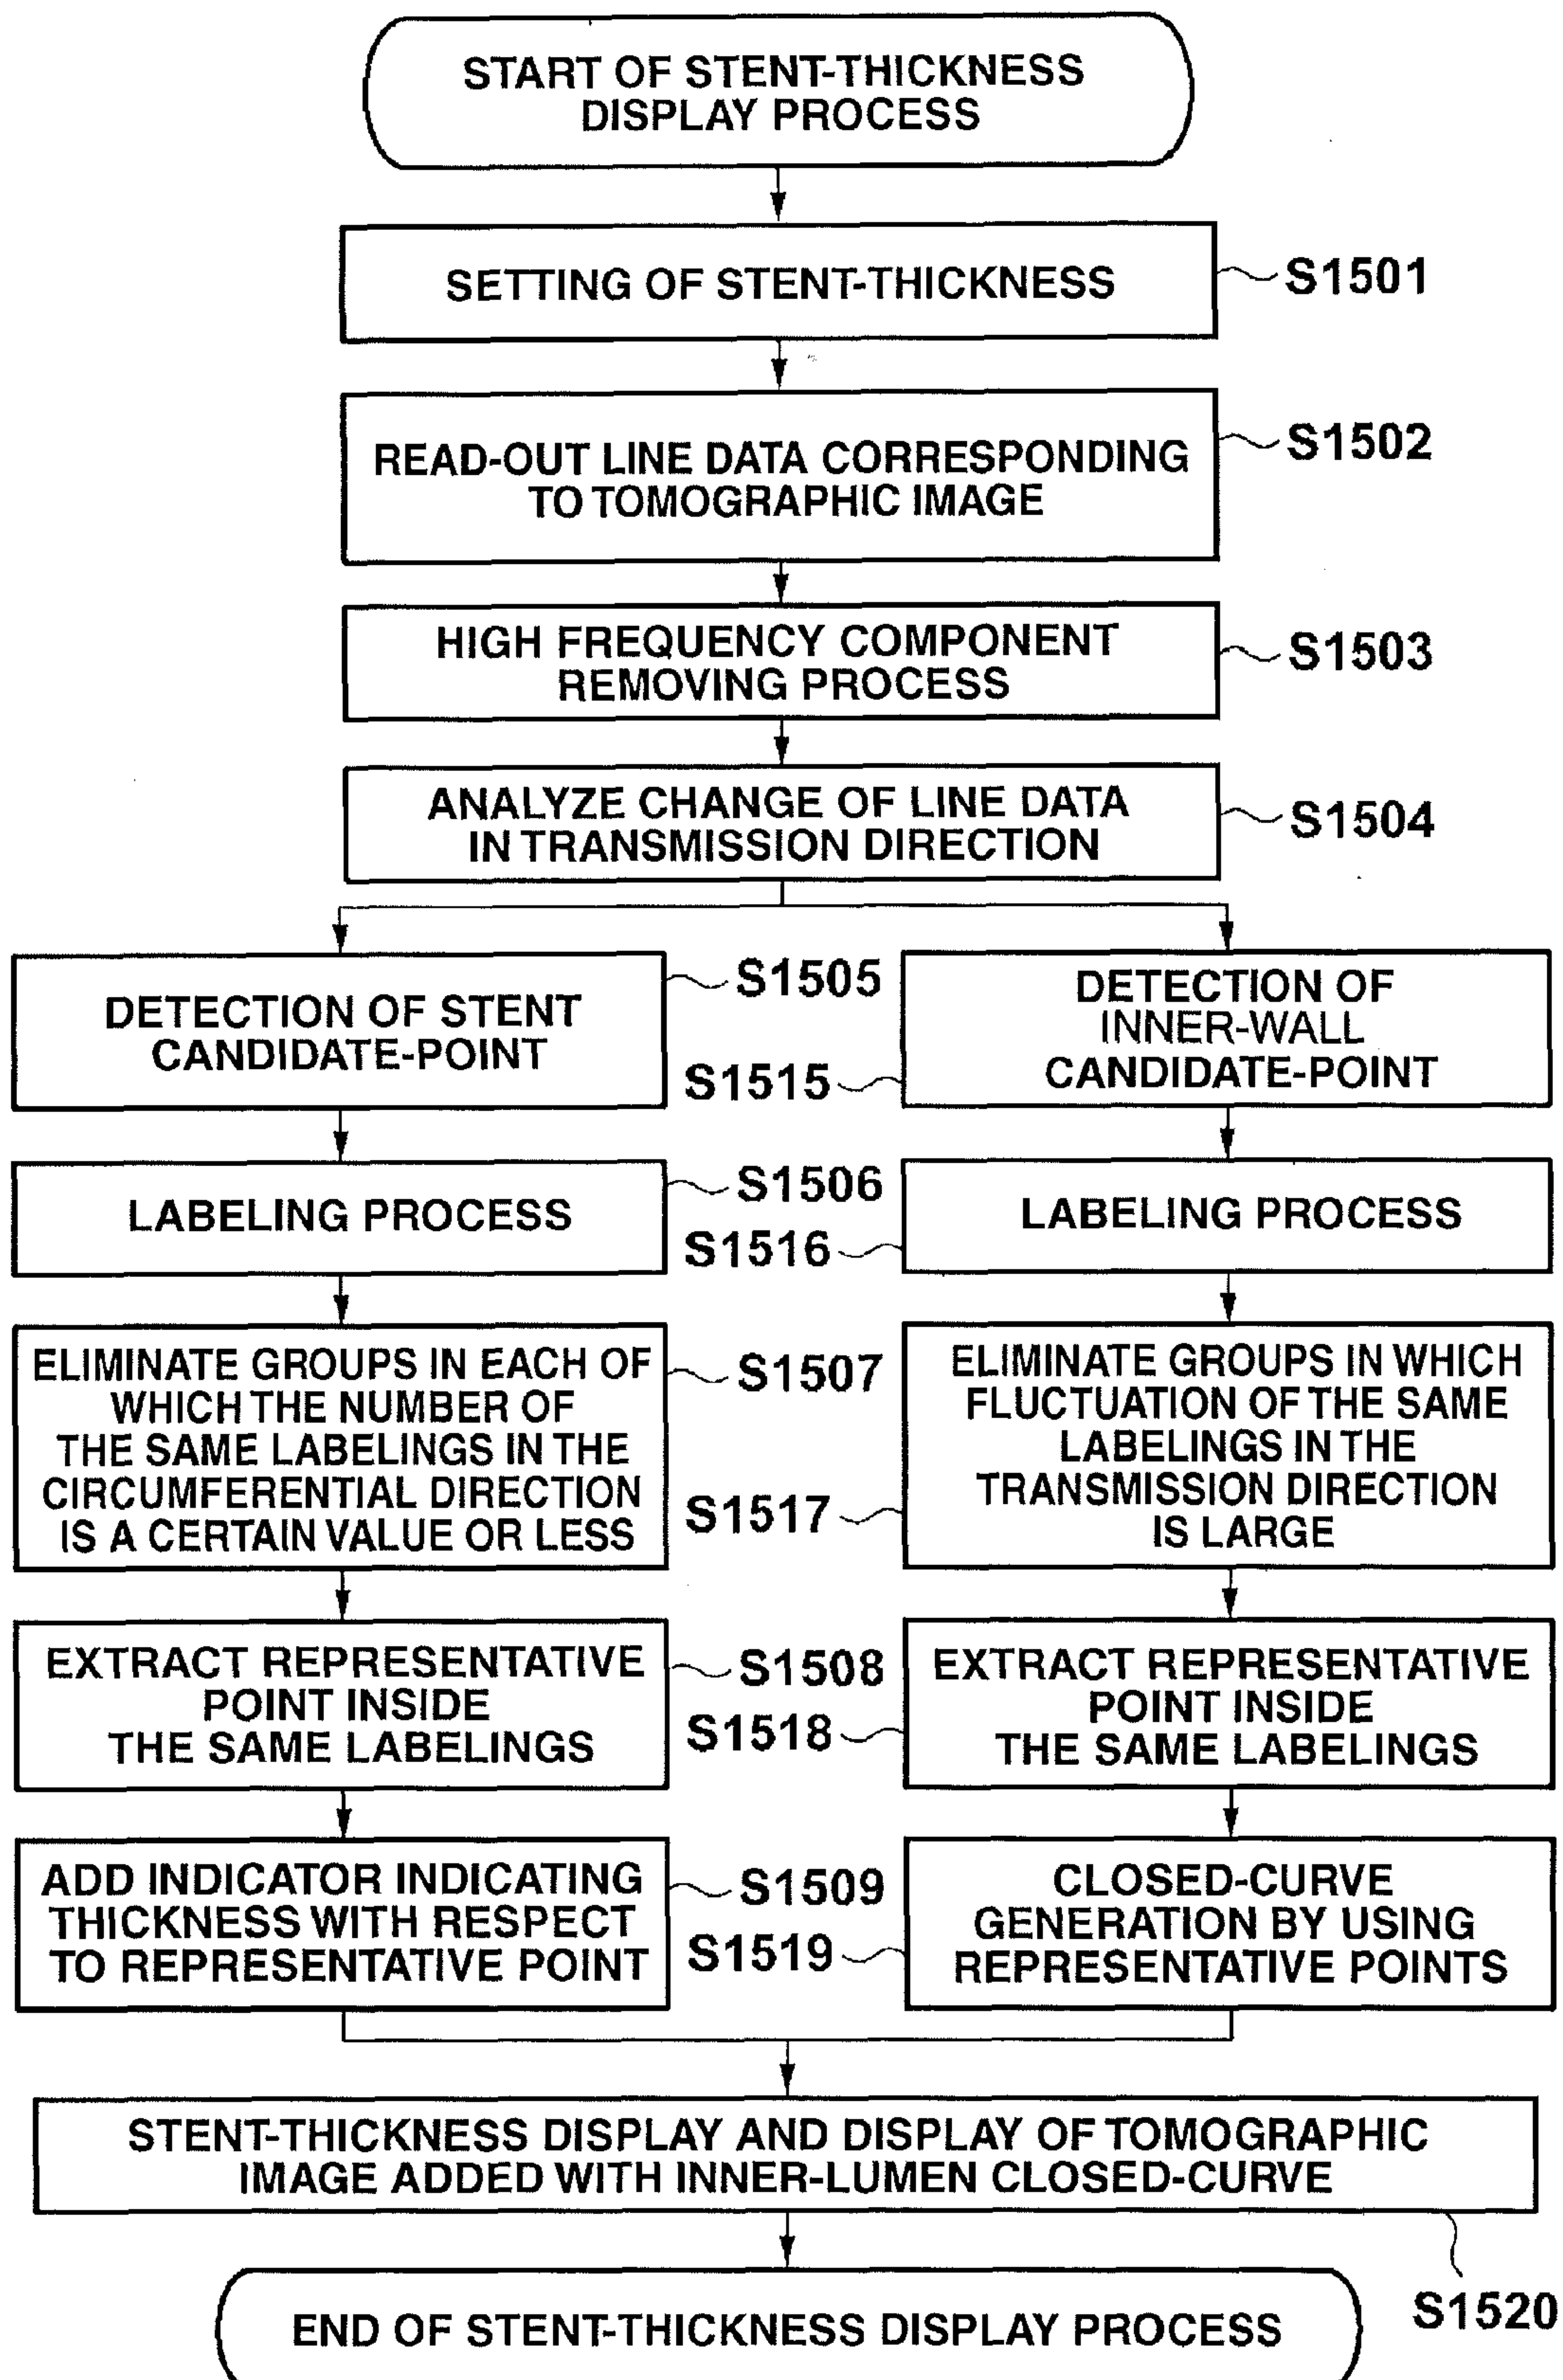 START OF STENT-THICKNESS
DISPLAY PROCESS
SETTING OF STENT-THICKNESS
S1501
READ-OUT LINE DATA CORRESPONDING
TO TOMOGRAPHIC IMAGE
S1502
HIGH FREQUENCY COMPONENT
REMOVING PROCESS
S1503
ANALYZE CHANGE OF LINE DATA
IN TRANSMISSION DIRECTION
S1504
DETECTION OF STENT
CANDIDATE-POINT
S1505
DETECTION OF
INNER-WALL
CANDIDATE-POINT
S1515
LABELING PROCESS
S1506
LABELING PROCESS
S1516
ELIMINATE GROUPS IN EACH OF
WHICH THE NUMBER OF
THE SAME LABELINGS IN THE
CIRCUMFERENTIAL DIRECTION
IS A CERTAIN VALUE OR LESS
S1507
ELIMINATE GROUPS IN WHICH
FLUCTUATION OF THE SAME
LABELINGS IN THE
TRANSMISSION DIRECTION
IS LARGE
S1517
EXTRACT REPRESENTATIVE
POINT INSIDE
THE SAME LABELINGS
S1508
EXTRACT REPRESENTATIVE
POINT INSIDE
THE SAME LABELINGS
S1518
ADD INDICATOR INDICATING
THICKNESS WITH RESPECT
TO REPRESENTATIVE POINT
S1509
CLOSED-CURVE
GENERATION BY USING
REPRESENTATIVE POINTS
S1519
STENT-THICKNESS DISPLAY AND DISPLAY OF TOMOGRAPHIC
IMAGE ADDED WITH INNER-LUMEN CLOSED-CURVE
S1520
END OF STENT-THICKNESS DISPLAY PROCESS